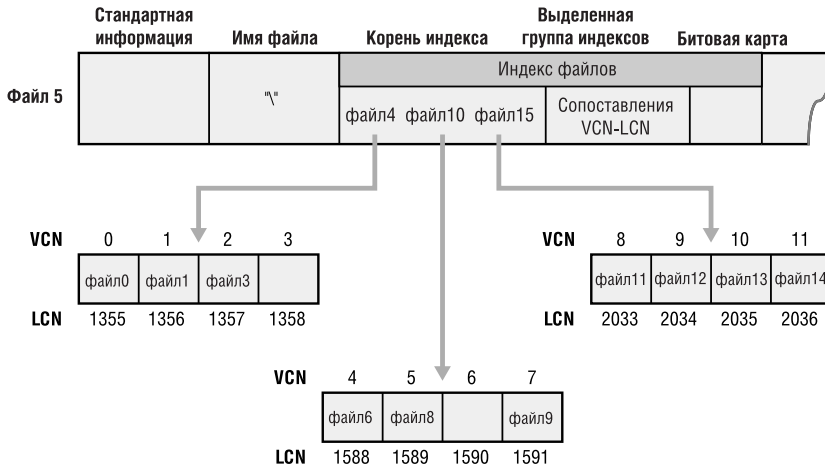 Стандартная информация
Имя файла
Корень индекса
Выделенная группа индексов
Битовая карта
Файл 5
"\"
Индекс файлов
файл4 файл10 файл15
Сопоставления VCN-LCN
VCN 0 1 2 3
файл0 файл1 файл3
LCN 1355 1356 1357 1358
VCN 8 9 10 11
файл11 файл12 файл13 файл14
LCN 2033 2034 2035 2036
VCN 4 5 6 7
файл6 файл8 файл9
LCN 1588 1589 1590 1591